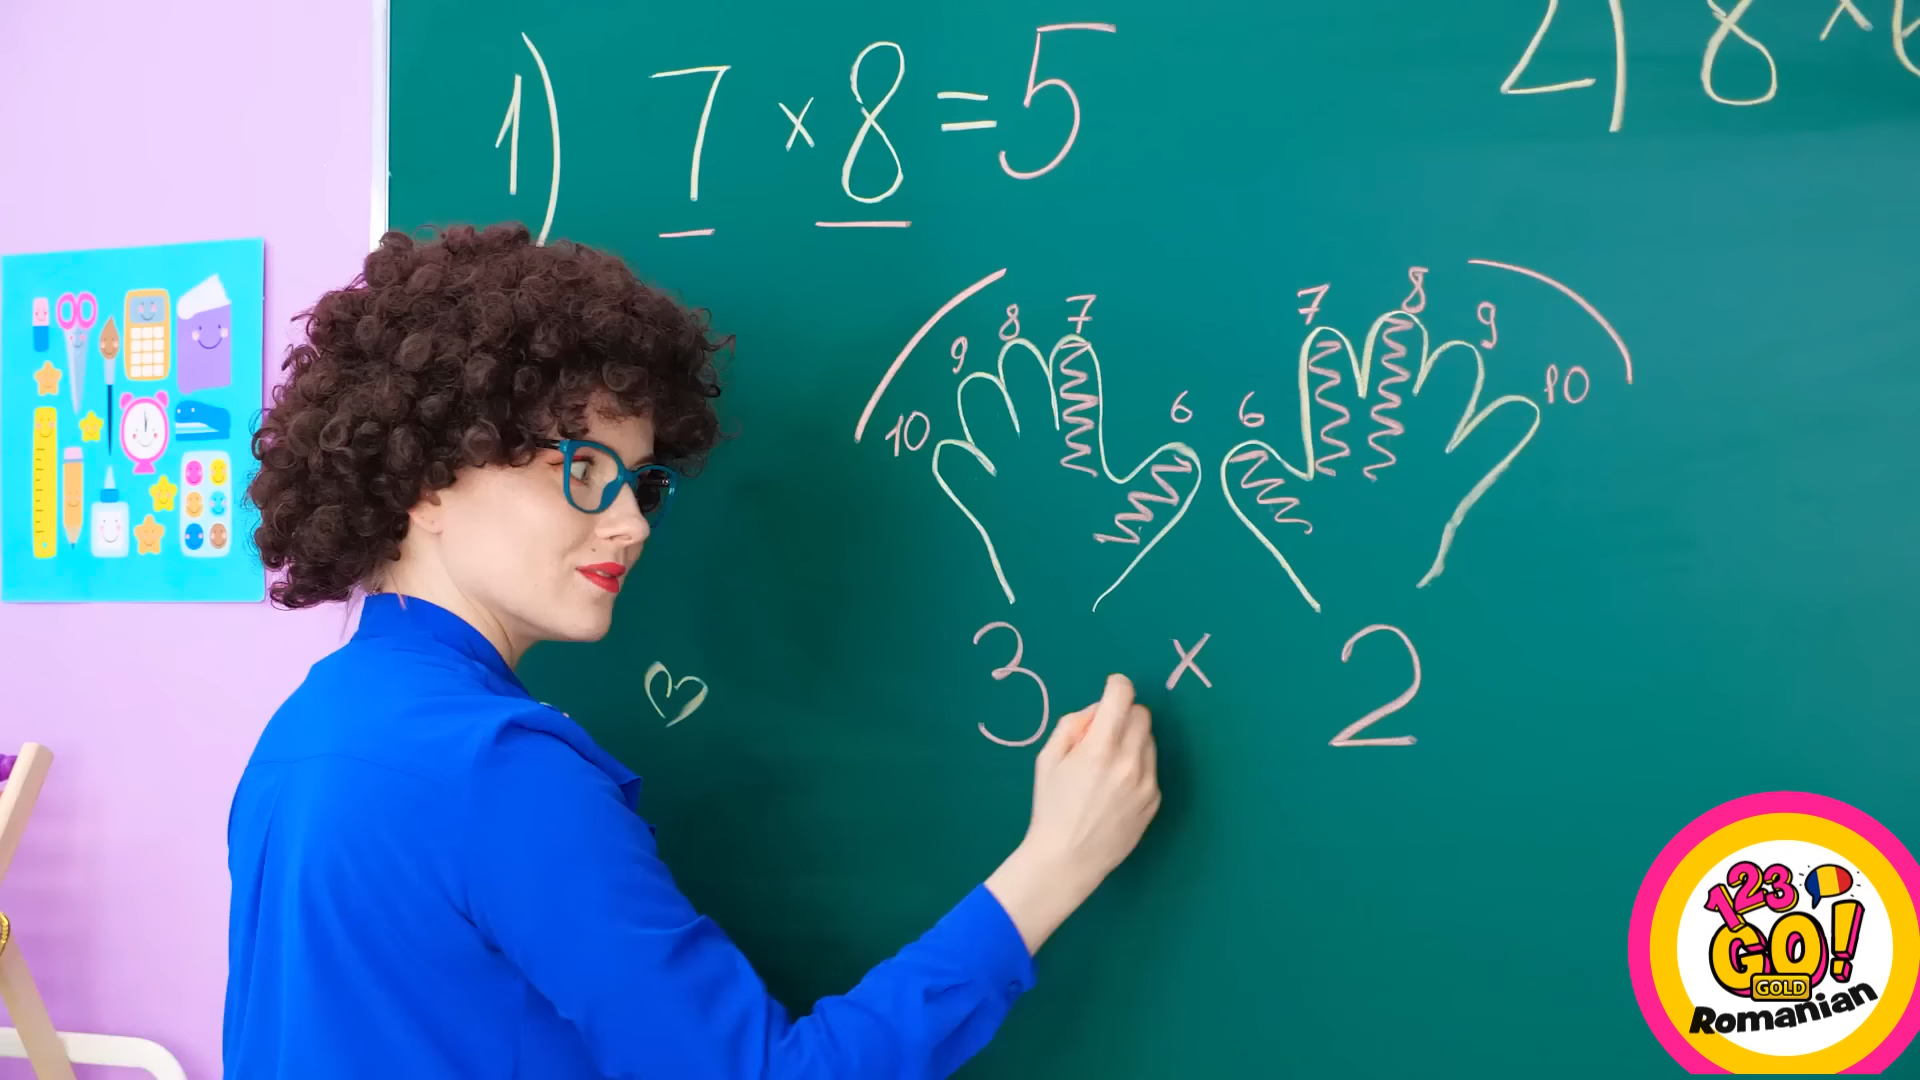 1) 7 × 8 = 5
2) 8 ×
10 9 8 7 6 6 7 8 9 10
3 × 2
123
GO!
GOLD
Romanian